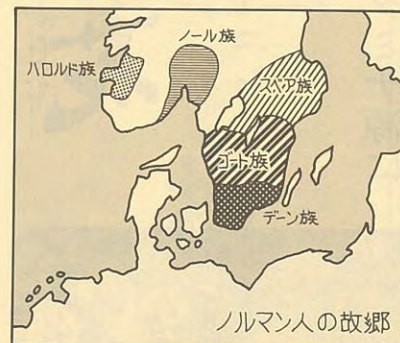 ノール族
ハロルド族
スベア族
ゴート族
デーン族
ノルマン人の故郷